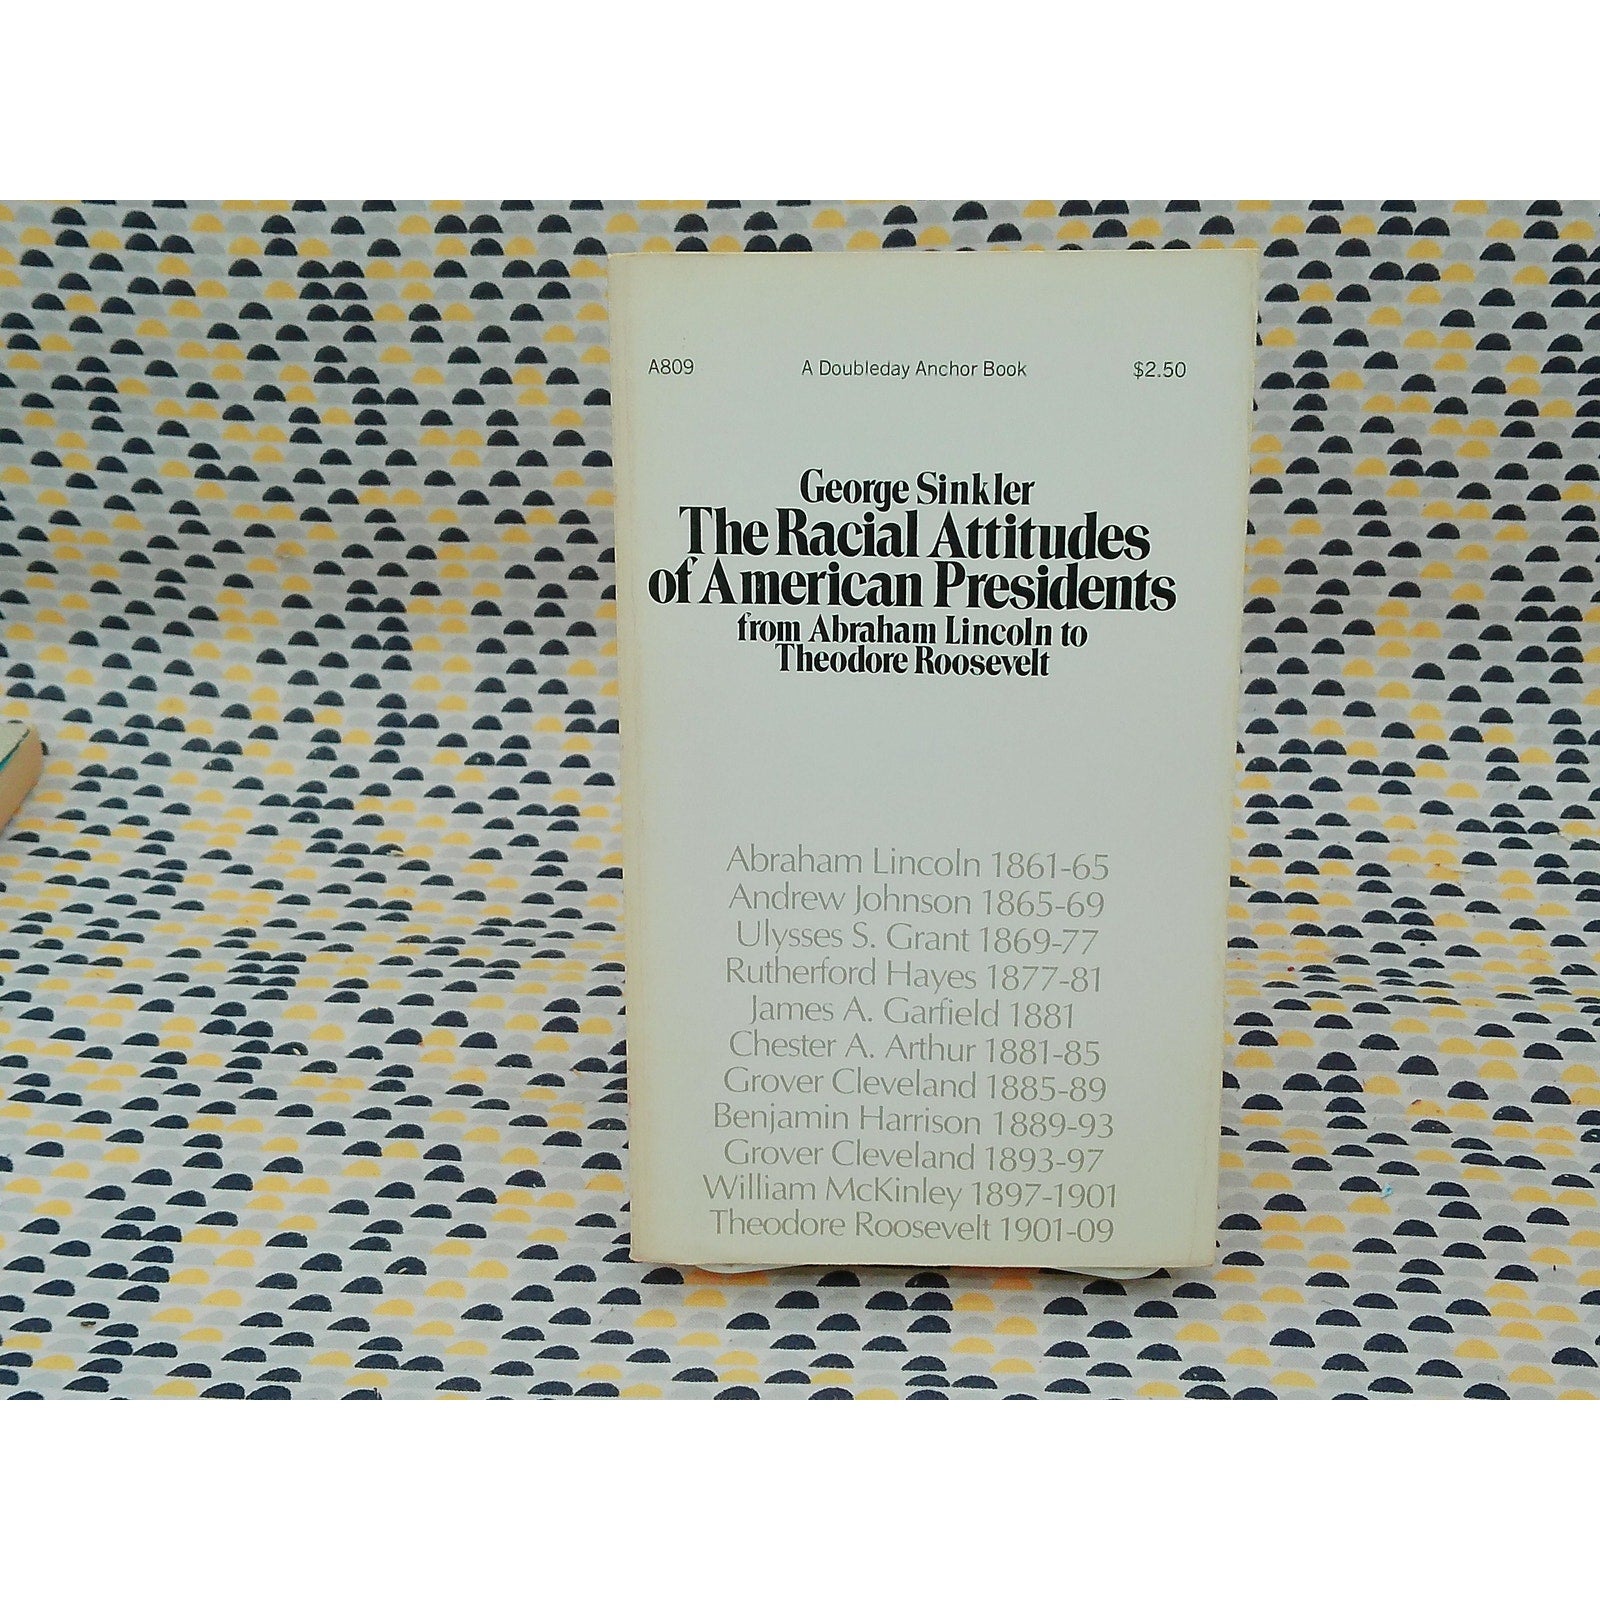 A809 A Doubleday Anchor Book $2.50
George Sinkler
The Racial Attitudes
of American Presidents
from Abraham Lincoln to
Theodore Roosevelt
Abraham Lincoln 1861-65
Andrew Johnson 1865-69
Ulysses S. Grant 1869-77
Rutherford Hayes 1877-81
James A. Garfield 1881
Chester A. Arthur 1881-85
Grover Cleveland 1885-89
Benjamin Harrison 1889-93
Grover Cleveland 1893-97
William McKinley 1897-1901
Theodore Roosevelt 1901-09